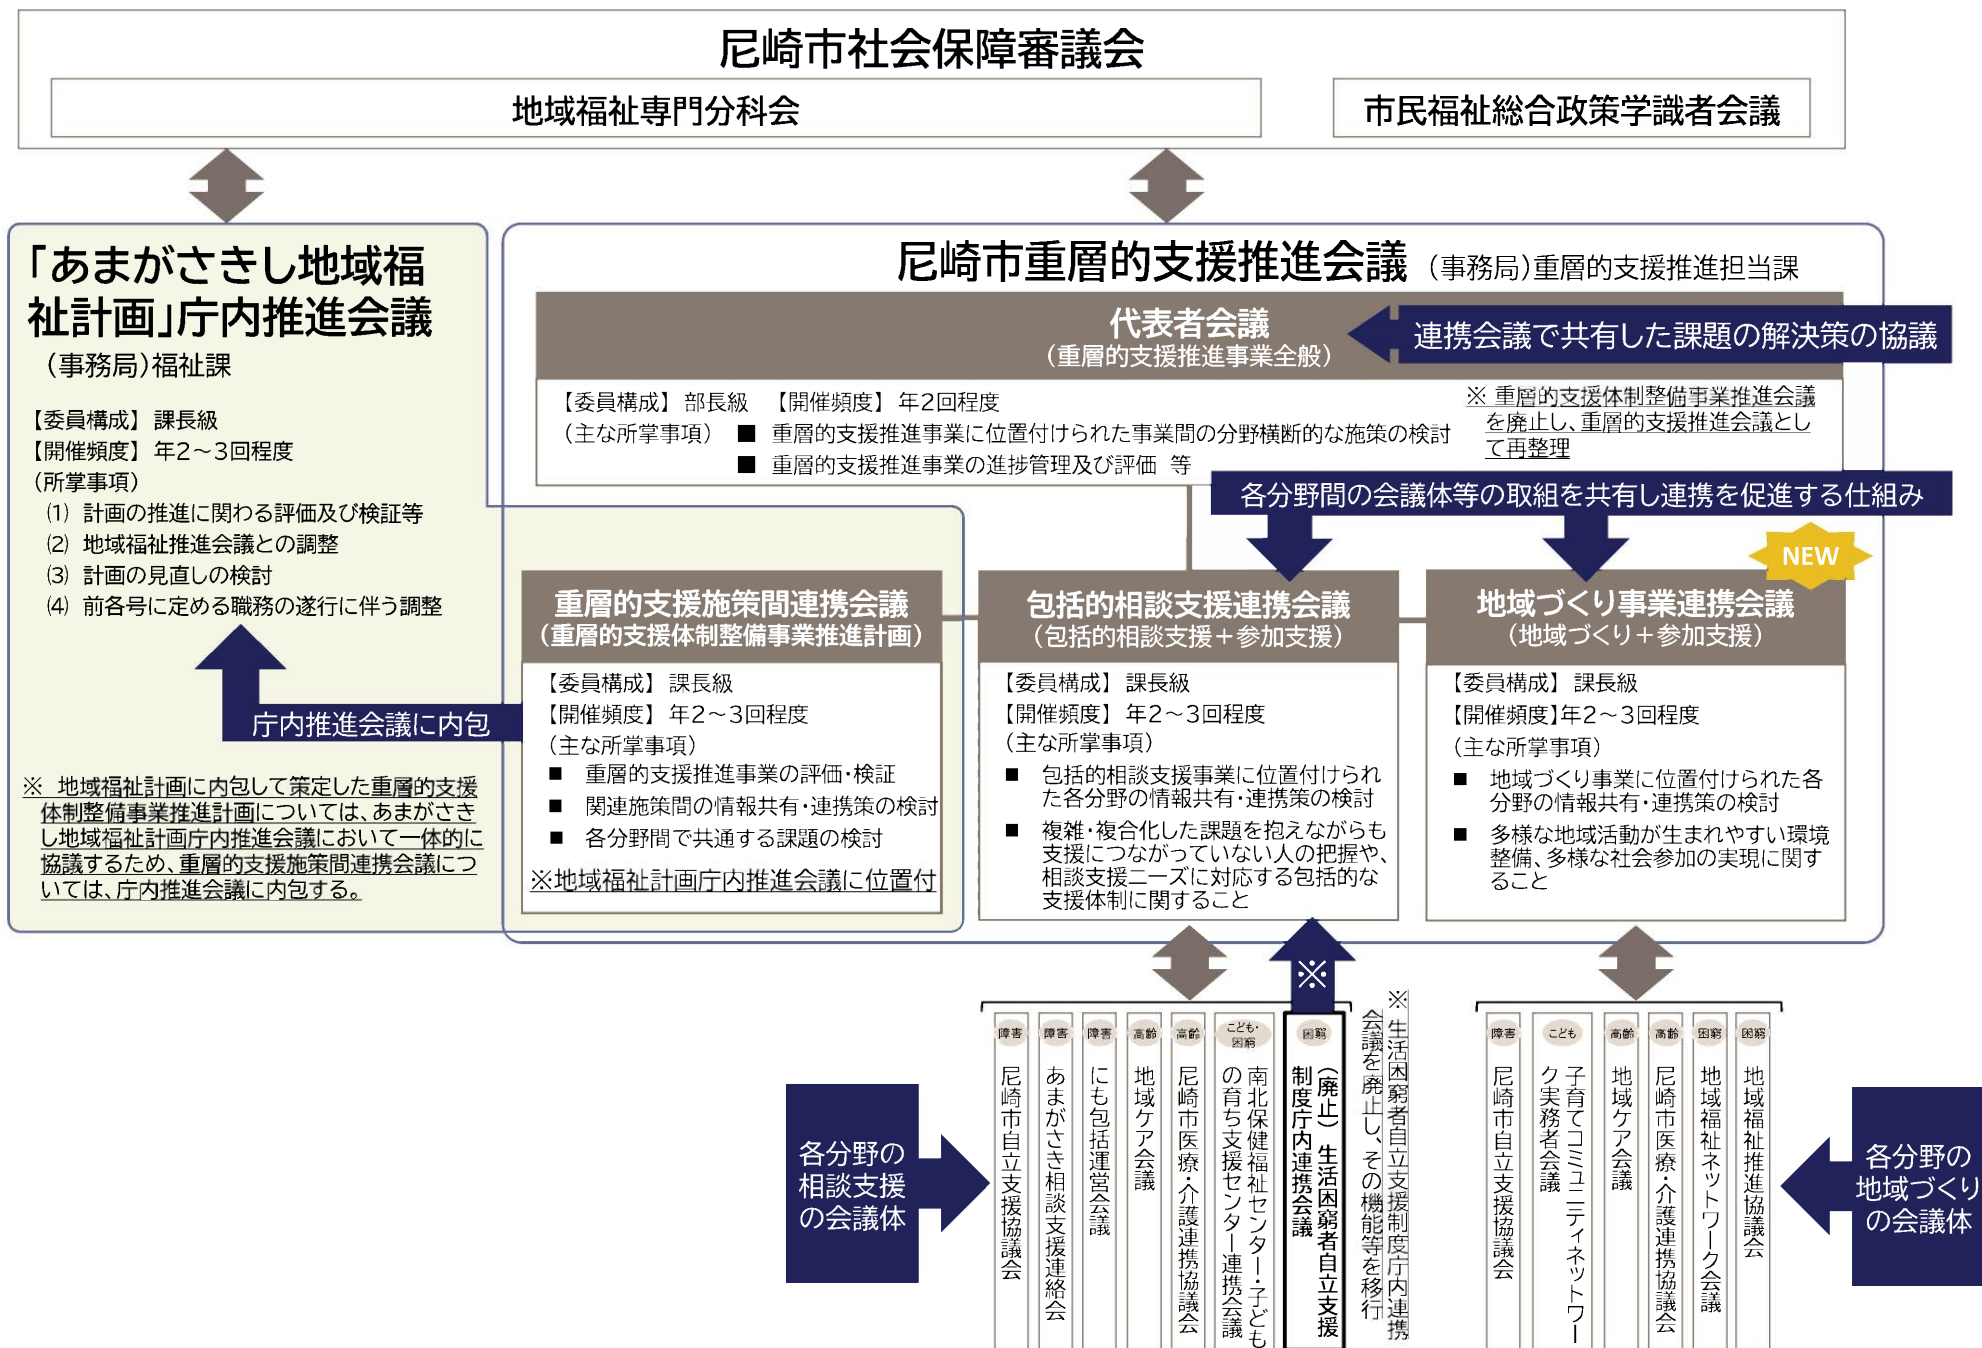 尼崎市社会保障審議会
地域福祉専門分科会
市民福祉総合政策学識者会議
「あまがさきし地域福
祉計画」庁内推進会議
（事務局）福祉課
【委員構成】 課長級
【開催頻度】 年2～3回程度
（所掌事項）
⑴ 計画の推進に関わる評価及び検証等
⑵ 地域福祉推進会議との調整
⑶ 計画の見直しの検討
⑷ 前各号に定める職務の遂行に伴う調整
庁内推進会議に内包
※ 地域福祉計画に内包して策定した重層的支援
体制整備事業推進計画については、あまがさき
し地域福祉計画庁内推進会議において一体的に
協議するため、重層的支援施策間連携会議につ
いては、庁内推進会議に内包する。
尼崎市重層的支援推進会議 （事務局）重層的支援推進担当課
代表者会議
（重層的支援推進事業全般）
連携会議で共有した課題の解決策の協議
【委員構成】 部長級 【開催頻度】 年2回程度
（主な所掌事項） ■ 重層的支援推進事業に位置付けられた事業間の分野横断的な施策の検討
■ 重層的支援推進事業の進捗管理及び評価 等
※ 重層的支援体制整備事業推進会議
を廃止し、重層的支援推進会議とし
て再整理
各分野間の会議体等の取組を共有し連携を促進する仕組み
NEW
重層的支援施策間連携会議
（重層的支援体制整備事業推進計画）
【委員構成】 課長級
【開催頻度】 年2～3回程度
（主な所掌事項）
■ 重層的支援推進事業の評価・検証
■ 関連施策間の情報共有・連携策の検討
■ 各分野間で共通する課題の検討
※地域福祉計画庁内推進会議に位置付
包括的相談支援連携会議
（包括的相談支援＋参加支援）
【委員構成】 課長級
【開催頻度】 年2～3回程度
（主な所掌事項）
■ 包括的相談支援事業に位置付けられ
た各分野の情報共有・連携策の検討
■ 複雑・複合化した課題を抱えながらも
支援につながっていない人の把握や、
相談支援ニーズに対応する包括的な
支援体制に関すること
地域づくり事業連携会議
（地域づくり＋参加支援）
【委員構成】 課長級
【開催頻度】年2～3回程度
（主な所掌事項）
■ 地域づくり事業に位置付けられた各
分野の情報共有・連携策の検討
■ 多様な地域活動が生まれやすい環境
整備、多様な社会参加の実現に関す
ること
※
各分野の
相談支援
の会議体
障害
尼崎市自立支援協議会
障害
あまがさき相談支援連絡会
障害
にも包括運営会議
高齢
地域ケア会議
高齢
尼崎市医療・介護連携協議会
こども・
困窮
南北保健福祉センター・子ども
の育ち支援センター連携会議
困窮
（廃止）生活困窮者自立支援
制度庁内連携会議
※ 生活困窮者自立支援制度庁内連携
会議を廃止し、その機能等を移行
障害
尼崎市自立支援協議会
こども
子育てコミュニティネットワー
ク実務者会議
高齢
地域ケア会議
高齢
尼崎市医療・介護連携協議会
困窮
地域福祉ネットワーク会議
困窮
地域福祉推進協議会
各分野の
地域づくり
の会議体